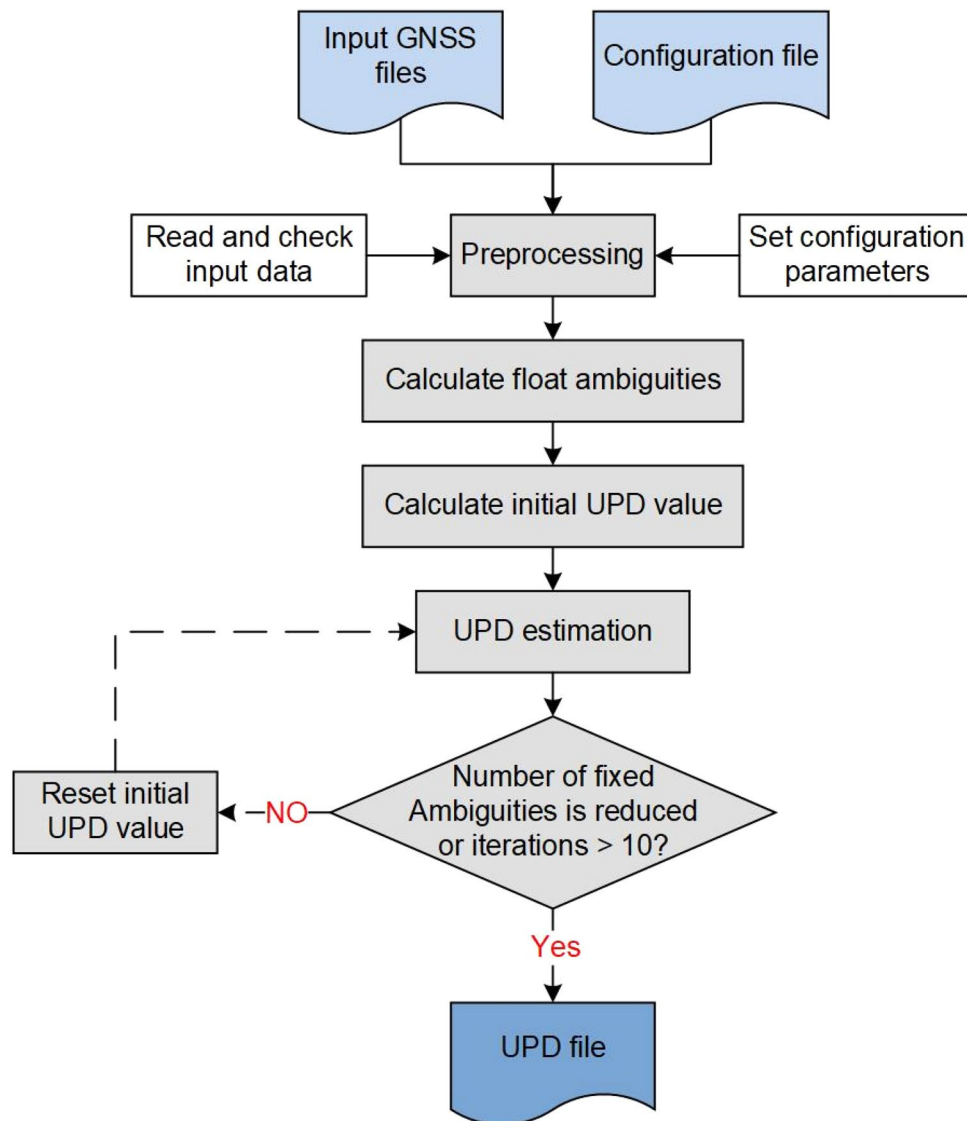 Input GNSS
files
Configuration file
Read and check
input data
Preprocessing
Set configuration
parameters
Calculate float ambiguities
Calculate initial UPD value
UPD estimation
Number of fixed
Ambiguities is reduced
or iterations > 10?
Reset initial
UPD value
NO
Yes
UPD file